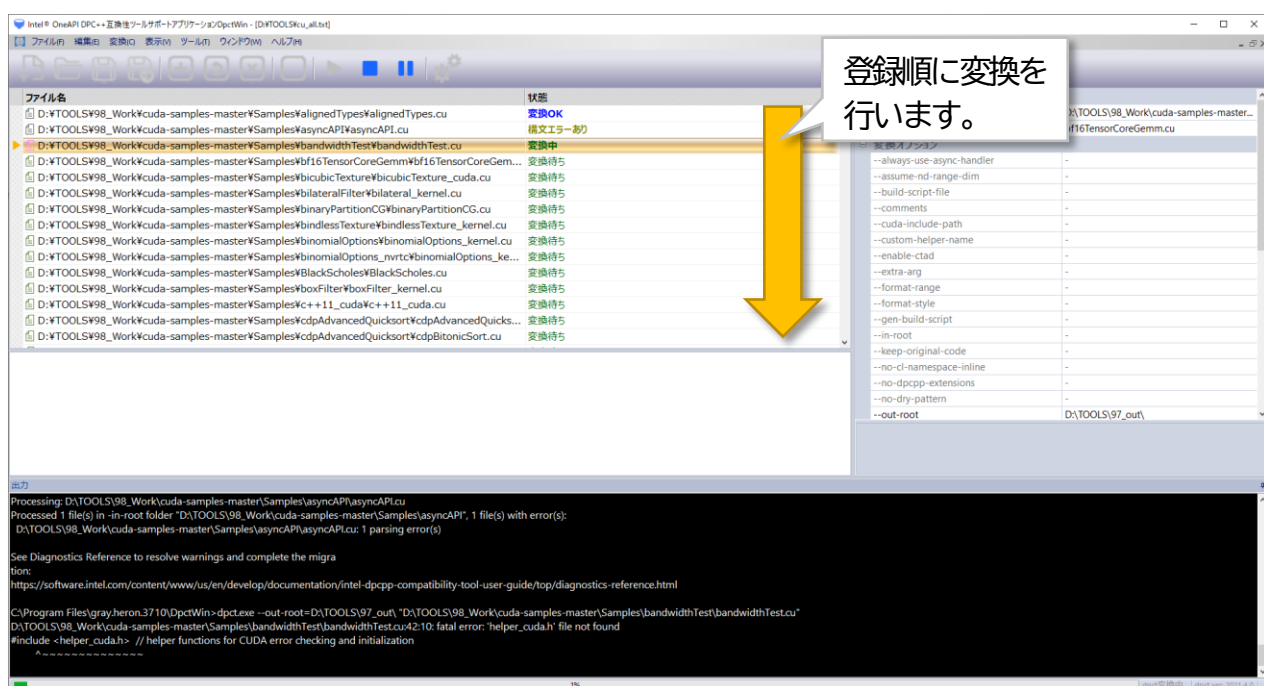 Intel® OneAPI DPC++互換性ツールサポートアプリケーションDpctWin - [D:¥TOOLS¥cu_all.txt]
ファイル(F) 編集(E) 変換(C) 表示(V) ツール(T) ウィンドウ(W) ヘルプ(H)
登録順に変換を
行います。
ファイル名 状態
D:¥TOOLS¥98_Work¥cuda-samples-master¥Samples¥alignedTypes¥alignedTypes.cu 変換OK
D:¥TOOLS¥98_Work¥cuda-samples-master¥Samples¥asyncAPI¥asyncAPI.cu 構文エラーあり
D:¥TOOLS¥98_Work¥cuda-samples-master¥Samples¥bandwidthTest¥bandwidthTest.cu 変換中
D:¥TOOLS¥98_Work¥cuda-samples-master¥Samples¥bf16TensorCoreGemm¥bf16TensorCoreGem... 変換待ち
D:¥TOOLS¥98_Work¥cuda-samples-master¥Samples¥bicubicTexture¥bicubicTexture_cuda.cu 変換待ち
D:¥TOOLS¥98_Work¥cuda-samples-master¥Samples¥bilateralFilter¥bilateral_kernel.cu 変換待ち
D:¥TOOLS¥98_Work¥cuda-samples-master¥Samples¥binaryPartitionCG¥binaryPartitionCG.cu 変換待ち
D:¥TOOLS¥98_Work¥cuda-samples-master¥Samples¥bindlessTexture¥bindlessTexture_kernel.cu 変換待ち
D:¥TOOLS¥98_Work¥cuda-samples-master¥Samples¥binomialOptions¥binomialOptions_kernel.cu 変換待ち
D:¥TOOLS¥98_Work¥cuda-samples-master¥Samples¥binomialOptions_nvrtc¥binomialOptions_ke... 変換待ち
D:¥TOOLS¥98_Work¥cuda-samples-master¥Samples¥BlackScholes¥BlackScholes.cu 変換待ち
D:¥TOOLS¥98_Work¥cuda-samples-master¥Samples¥boxFilter¥boxFilter_kernel.cu 変換待ち
D:¥TOOLS¥98_Work¥cuda-samples-master¥Samples¥c++11_cuda¥c++11_cuda.cu 変換待ち
D:¥TOOLS¥98_Work¥cuda-samples-master¥Samples¥cdpAdvancedQuicksort¥cdpAdvancedQuicks... 変換待ち
D:¥TOOLS¥98_Work¥cuda-samples-master¥Samples¥cdpAdvancedQuicksort¥cdpBitonicSort.cu 変換待ち
\TOOLS\98_Work\cuda-samples-master...
bf16TensorCoreGemm.cu
変換オプション
--always-use-async-handler -
--assume-nd-range-dim -
--build-script-file -
--comments -
--cuda-include-path -
--custom-helper-name -
--enable-ctad -
--extra-arg -
--format-range -
--format-style -
--gen-build-script -
--in-root -
--keep-original-code -
--no-cl-namespace-inline -
--no-dpcpp-extensions -
--no-dry-pattern -
--out-root D:\TOOLS\97_out\
出力
Processing: D:\TOOLS\98_Work\cuda-samples-master\Samples\asyncAPI\asyncAPI.cu
Processed 1 file(s) in -in-root folder "D:\TOOLS\98_Work\cuda-samples-master\Samples\asyncAPI", 1 file(s) with error(s):
D:\TOOLS\98_Work\cuda-samples-master\Samples\asyncAPI\asyncAPI.cu: 1 parsing error(s)
See Diagnostics Reference to resolve warnings and complete the migra
tion:
https://software.intel.com/content/www/us/en/develop/documentation/intel-dpcpp-compatibility-tool-user-guide/top/diagnostics-reference.html
C:\Program Files\gray.heron.3710\DpctWin>dpct.exe --out-root=D:\TOOLS\97_out\ "D:\TOOLS\98_Work\cuda-samples-master\Samples\bandwidthTest\bandwidthTest.cu"
D:\TOOLS\98_Work\cuda-samples-master\Samples\bandwidthTest\bandwidthTest.cu:42:10: fatal error: 'helper_cuda.h' file not found
#include <helper_cuda.h> // helper functions for CUDA error checking and initialization
^~~~~~~~~~~~~~~
1%